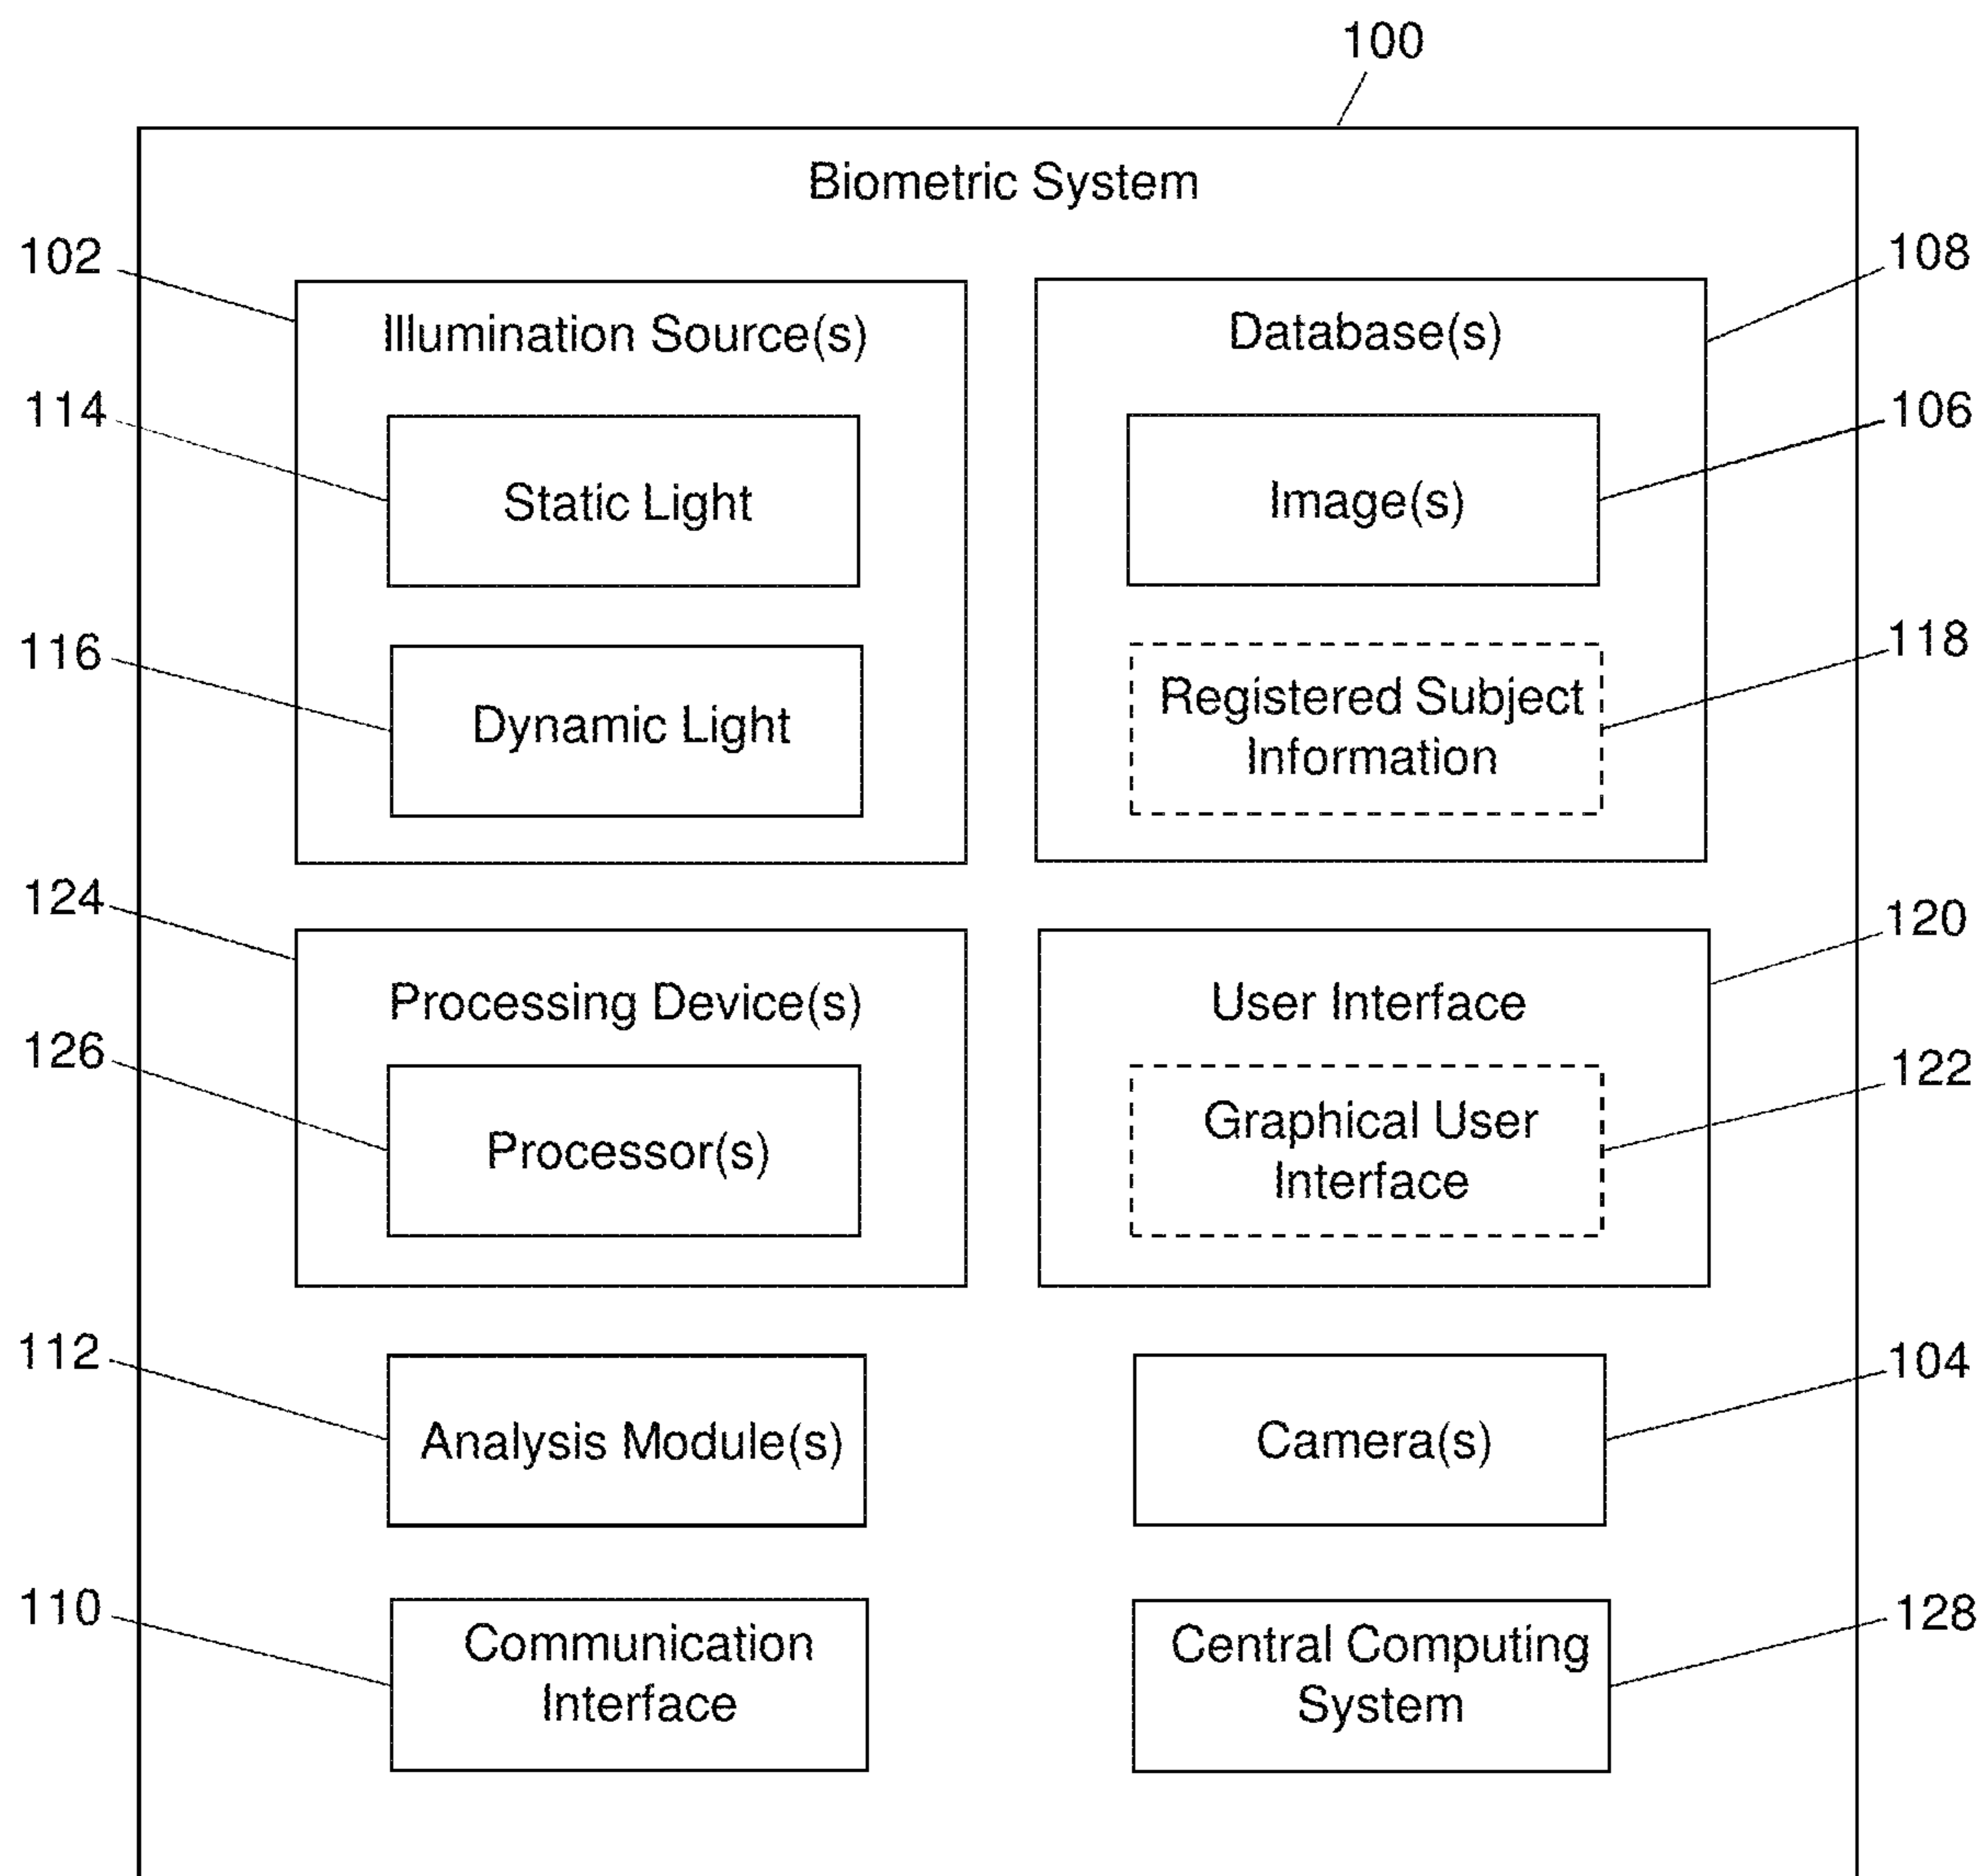 100
Biometric System
102
108
Illumination Source(s)
Database(s)
114
106
Static Light
Image(s)
116
118
Dynamic Light
Registered Subject
Information
124
120
Processing Device(s)
User Interface
126
122
Processor(s)
Graphical User
Interface
112
104
Analysis Module(s)
Camera(s)
110
128
Communication
Interface
Central Computing
System